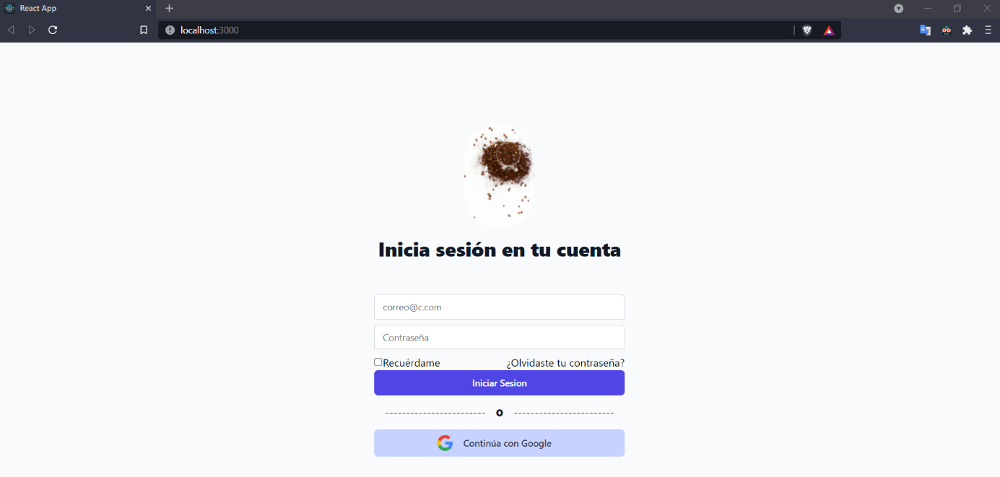 React App
localhost:3000
Inicia sesión en tu cuenta
correo@c.com
Contraseña
Recuérdame ¿Olvidaste tu contraseña?
Iniciar Sesion
------------------------ O ------------------------
Continúa con Google